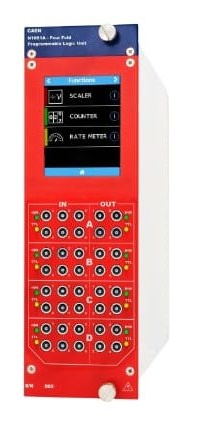 CAEN
N1081A - Four Fold
Programmable Logic Unit
Functions
SCALER
COUNTER
RATE METER
IN OUT
A
B
C
D